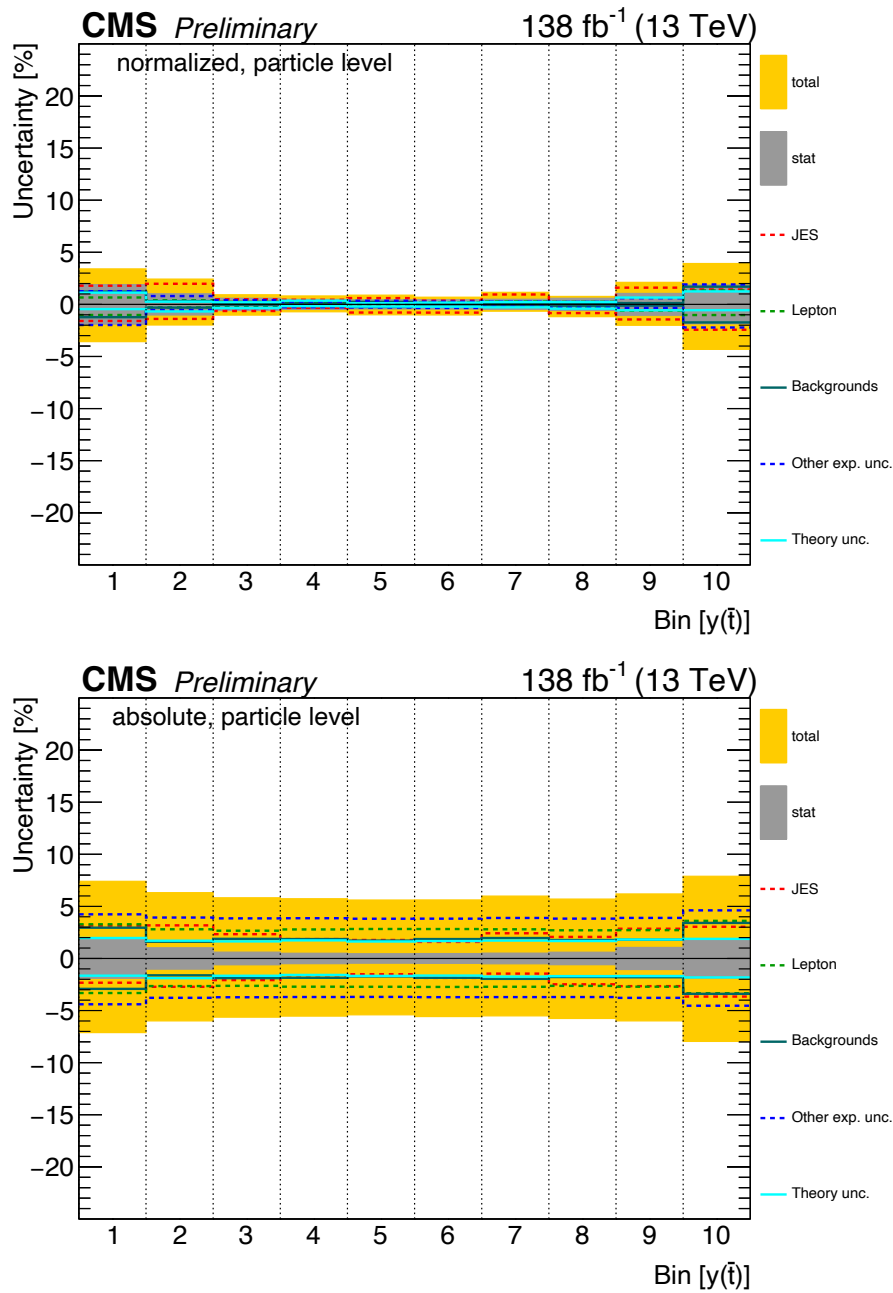 CMS Preliminary 138 fb⁻¹ (13 TeV)
normalized, particle level
Uncertainty [%]
20
15
10
5
0
−5
−10
−15
−20
1 2 3 4 5 6 7 8 9 10
Bin [y(t̄)]
total
stat
JES
Lepton
Backgrounds
Other exp. unc.
Theory unc.
CMS Preliminary 138 fb⁻¹ (13 TeV)
absolute, particle level
Uncertainty [%]
20
15
10
5
0
−5
−10
−15
−20
1 2 3 4 5 6 7 8 9 10
Bin [y(t̄)]
total
stat
JES
Lepton
Backgrounds
Other exp. unc.
Theory unc.